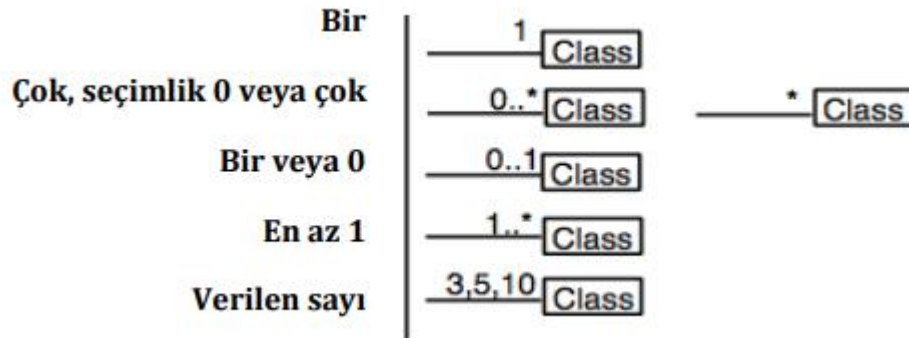 Bir 1 Class
Çok, seçimlik 0 veya çok 0..* Class * Class
Bir veya 0 0..1 Class
En az 1 1..* Class
Verilen sayı 3,5,10 Class